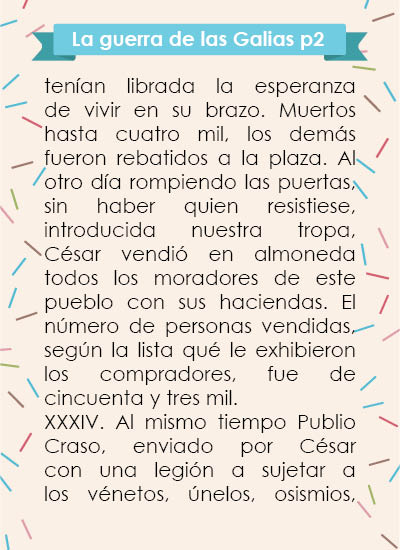 La guerra de las Galias p2
tenían librada la esperanza
de vivir en su brazo. Muertos
hasta cuatro mil, los demás
fueron rebatidos a la plaza. Al
otro día rompiendo las puertas,
sin haber quien resistiese,
introducida nuestra tropa,
César vendió en almoneda
todos los moradores de este
pueblo con sus haciendas. El
número de personas vendidas,
según la lista qué le exhibieron
los compradores, fue de
cincuenta y tres mil.
XXXIV. Al mismo tiempo Publio
Craso, enviado por César
con una legión a sujetar a
los vénetos, únelos, osismios,